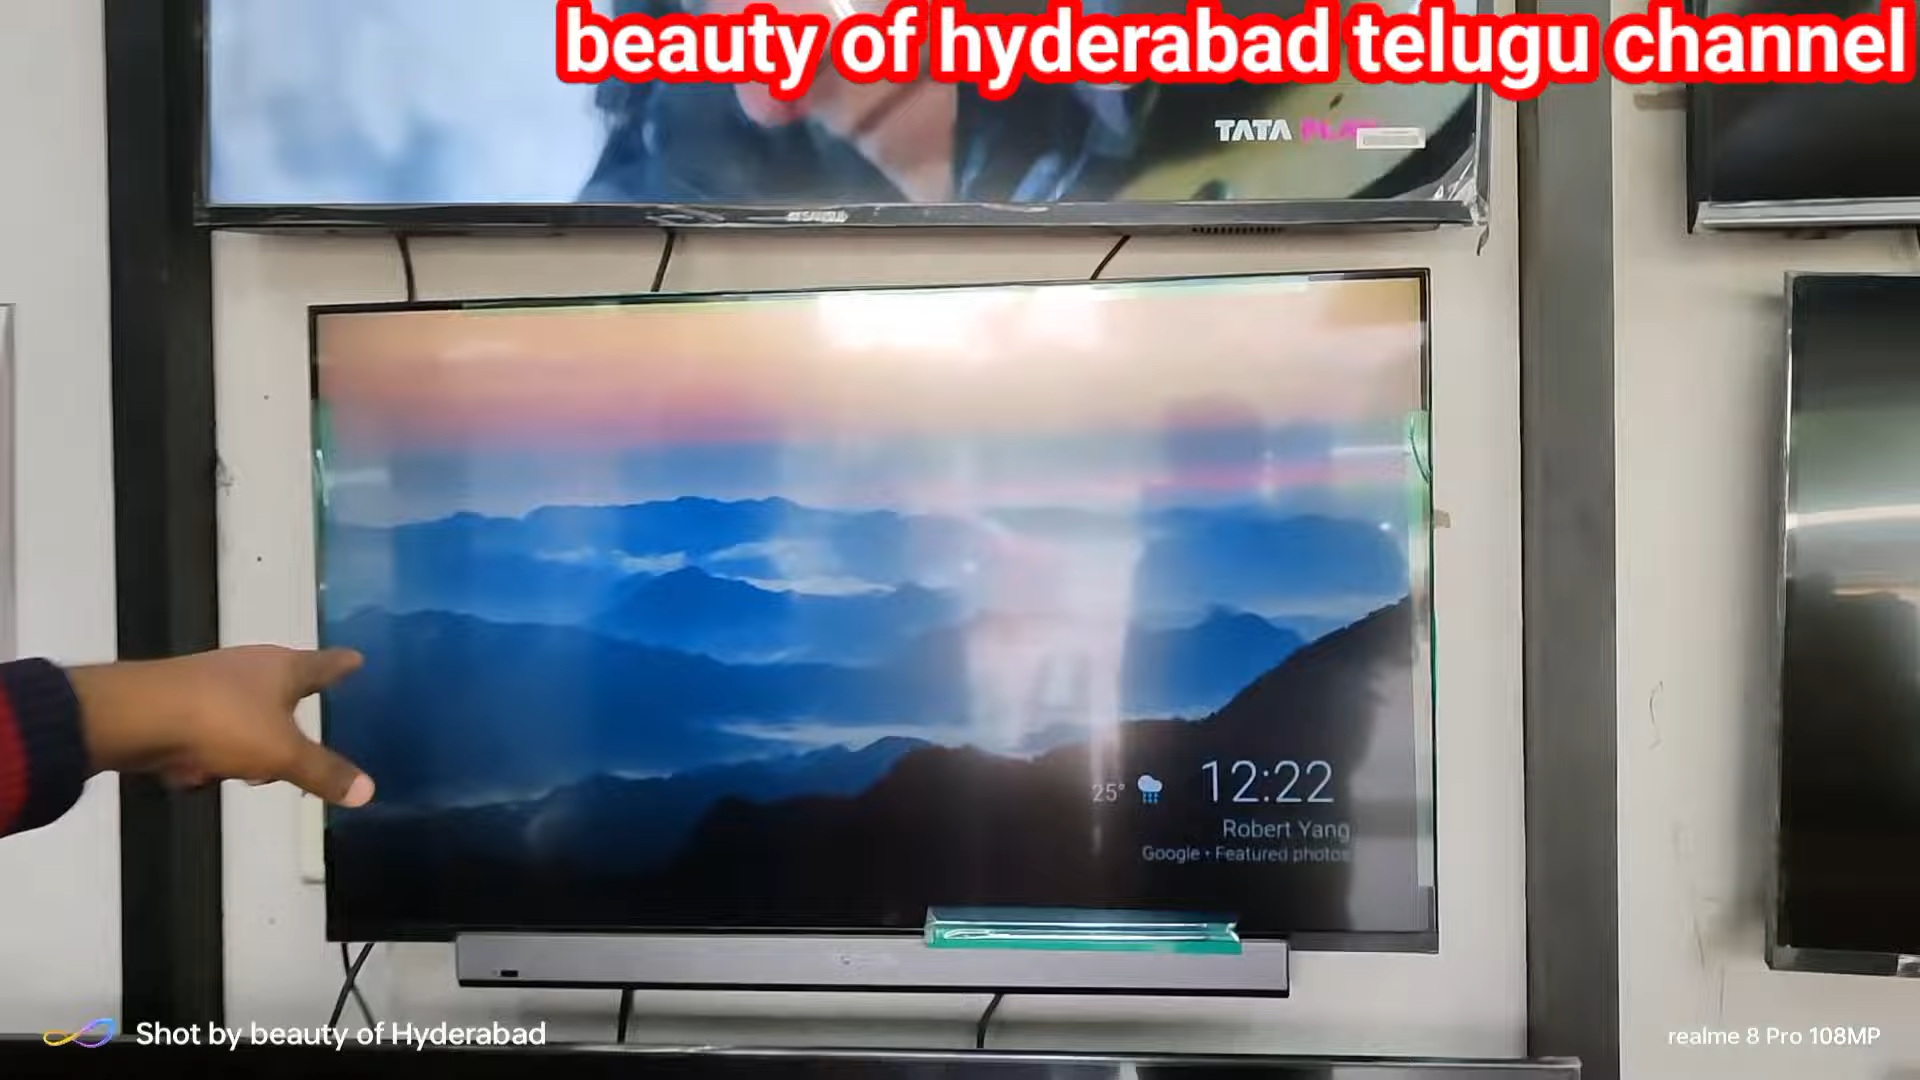 beauty of hyderabad telugu channel
TATA PLAY
25°
12:22
Robert Yang
Google • Featured photos
Shot by beauty of Hyderabad
realme 8 Pro 108MP